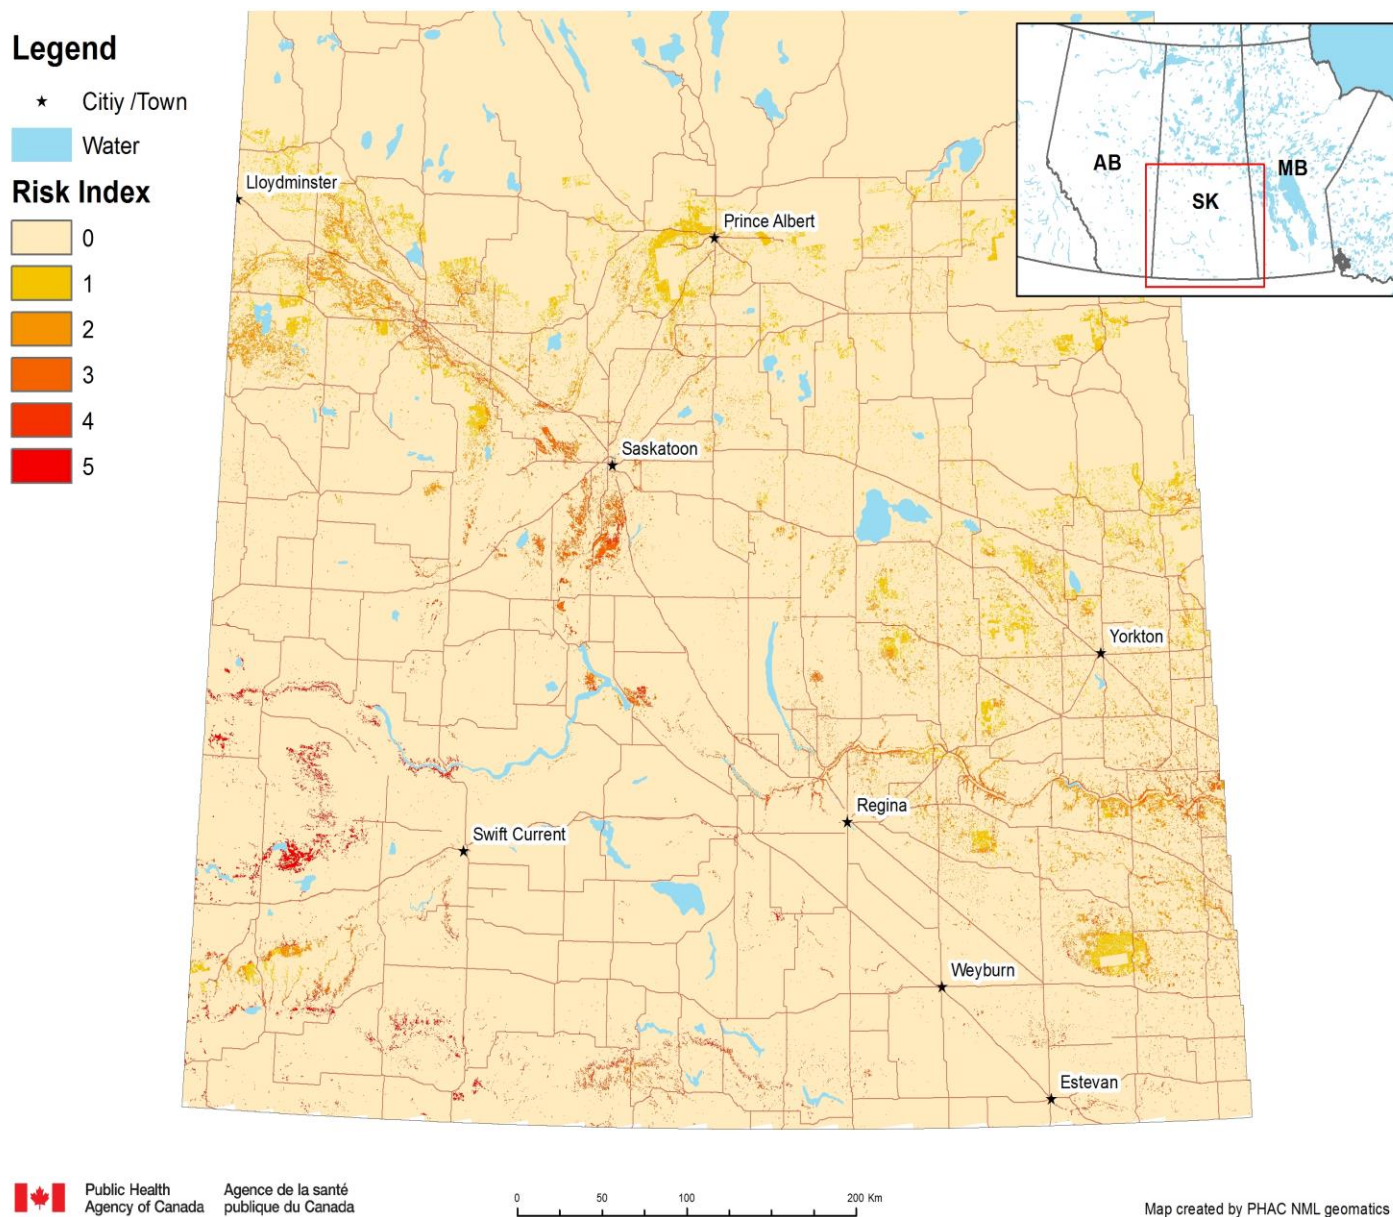 Legend
Citiy /Town
Water
Risk Index
0
1
2
3
4
5
AB
SK
MB
Lloydminster
Prince Albert
Saskatoon
Yorkton
Regina
Swift Current
Weyburn
Estevan
Public Health
Agency of Canada
Agence de la santé
publique du Canada
0 50 100 200 Km
Map created by PHAC NML geomatics